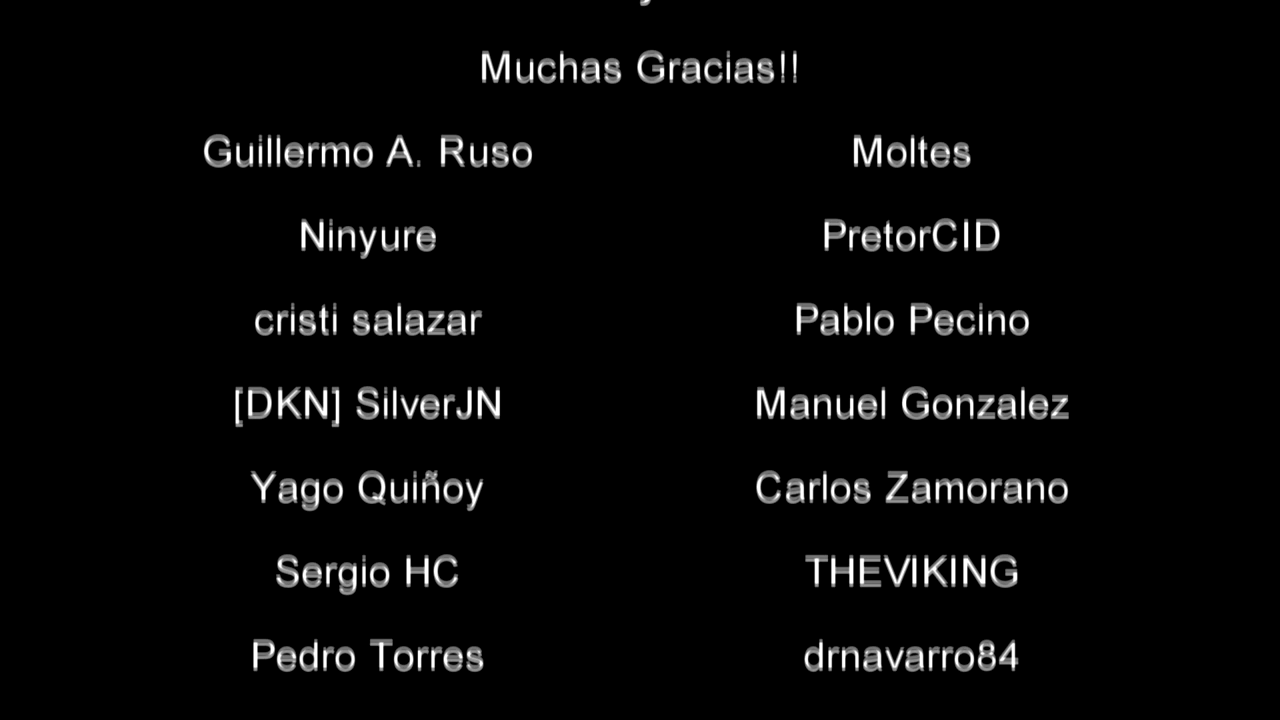 Muchas Gracias!!
Guillermo A. Ruso Moltes
Ninyure PretorCID
cristi salazar Pablo Pecino
[DKN] SilverJN Manuel Gonzalez
Yago Quiñoy Carlos Zamorano
Sergio HC THEVIKING
Pedro Torres drnavarro84